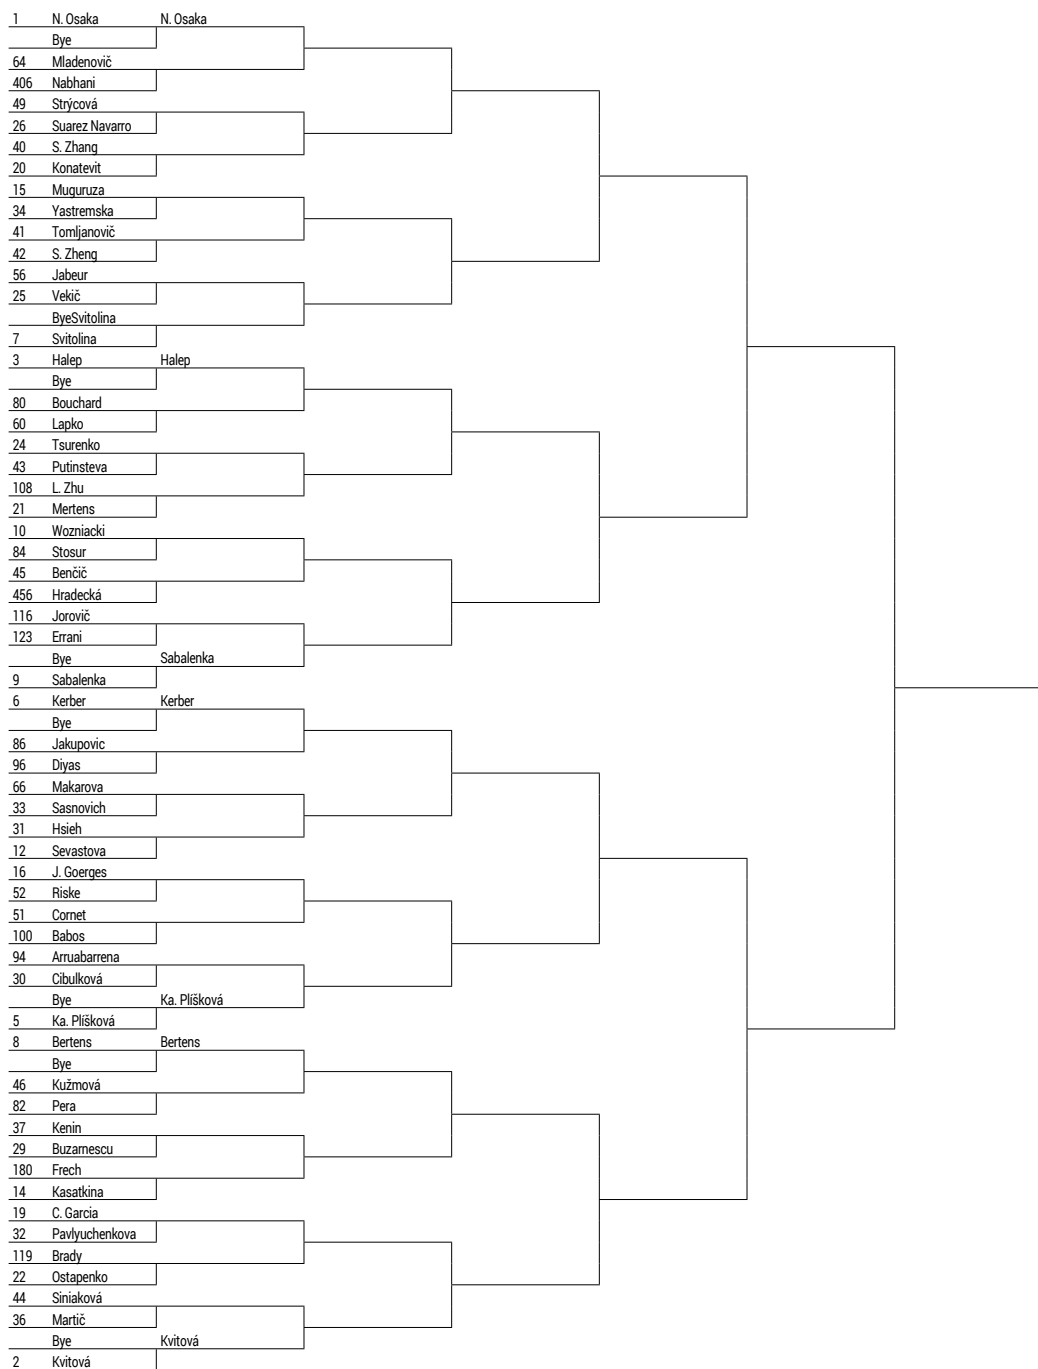 1 N. Osaka N. Osaka
Bye
64 Mladenovič
406 Nabhani
49 Strýcová
26 Suarez Navarro
40 S. Zhang
20 Konatevit
15 Muguruza
34 Yastremska
41 Tomljanovič
42 S. Zheng
56 Jabeur
25 Vekič
ByeSvitolina
7 Svitolina
3 Halep Halep
Bye
80 Bouchard
60 Lapko
24 Tsurenko
43 Putinsteva
108 L. Zhu
21 Mertens
10 Wozniacki
84 Stosur
45 Benčič
456 Hradecká
116 Jorovič
123 Errani
Bye Sabalenka
9 Sabalenka
6 Kerber Kerber
Bye
86 Jakupovic
96 Diyas
66 Makarova
33 Sasnovich
31 Hsieh
12 Sevastova
16 J. Goerges
52 Riske
51 Cornet
100 Babos
94 Arruabarrena
30 Cibulková
Bye Ka. Plíšková
5 Ka. Plíšková
8 Bertens Bertens
Bye
46 Kužmová
82 Pera
37 Kenin
29 Buzarnescu
180 Frech
14 Kasatkina
19 C. Garcia
32 Pavlyuchenkova
119 Brady
22 Ostapenko
44 Siniaková
36 Martič
Bye Kvitová
2 Kvitová